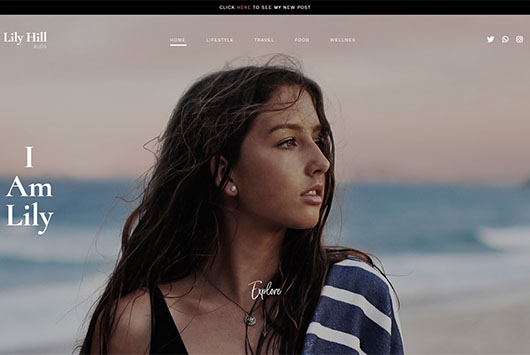 CLICK HERE TO SEE MY NEW POST
Lily Hill
BLOG
HOME LIFESTYLE TRAVEL FOOD WELLNES
I
Am
Lily
Explore